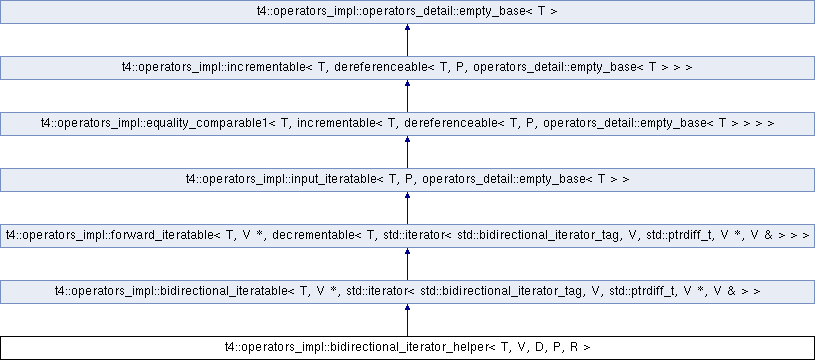 t4::operators_impl::operators_detail::empty_base< T >
t4::operators_impl::incrementable< T, dereferenceable< T, P, operators_detail::empty_base< T > > >
t4::operators_impl::equality_comparable1< T, incrementable< T, dereferenceable< T, P, operators_detail::empty_base< T > > > >
t4::operators_impl::input_iteratable< T, P, operators_detail::empty_base< T > >
t4::operators_impl::forward_iteratable< T, V *, decrementable< T, std::iterator< std::bidirectional_iterator_tag, V, std::ptrdiff_t, V *, V & > > >
t4::operators_impl::bidirectional_iteratable< T, V *, std::iterator< std::bidirectional_iterator_tag, V, std::ptrdiff_t, V *, V & > >
t4::operators_impl::bidirectional_iterator_helper< T, V, D, P, R >